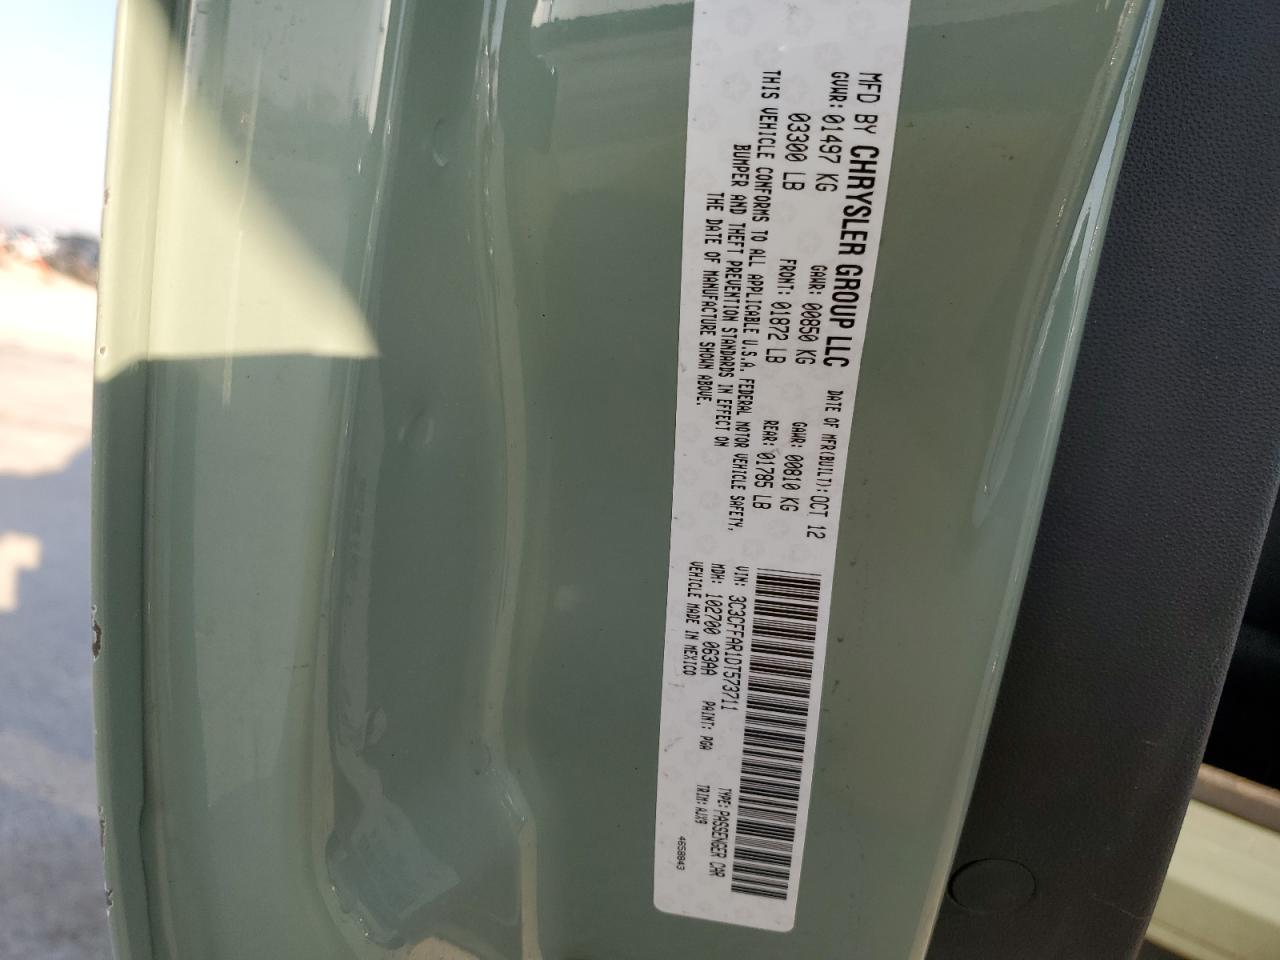 MFD BY CHRYSLER GROUP LLC DATE OF MFR(BUILT): OCT 12
GVWR: 01497 KG GAWR: 00850 KG GAWR: 00810 KG
03300 LB FRONT: 01872 LB REAR: 01785 LB
THIS VEHICLE CONFORMS TO ALL APPLICABLE U.S.A. FEDERAL MOTOR VEHICLE SAFETY,
BUMPER AND THEFT PREVENTION STANDARDS IN EFFECT ON
THE DATE OF MANUFACTURE SHOWN ABOVE.
VIN: 3C3CFFAR1DT573711 TYPE: PASSENGER CAR
MDH: 102700 063AA PAINT: PGA TRIM: AJX9
VEHICLE MADE IN MEXICO
4658843